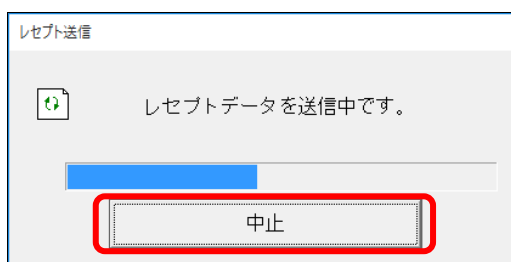 レセプト送信
レセプトデータを送信中です。
中止